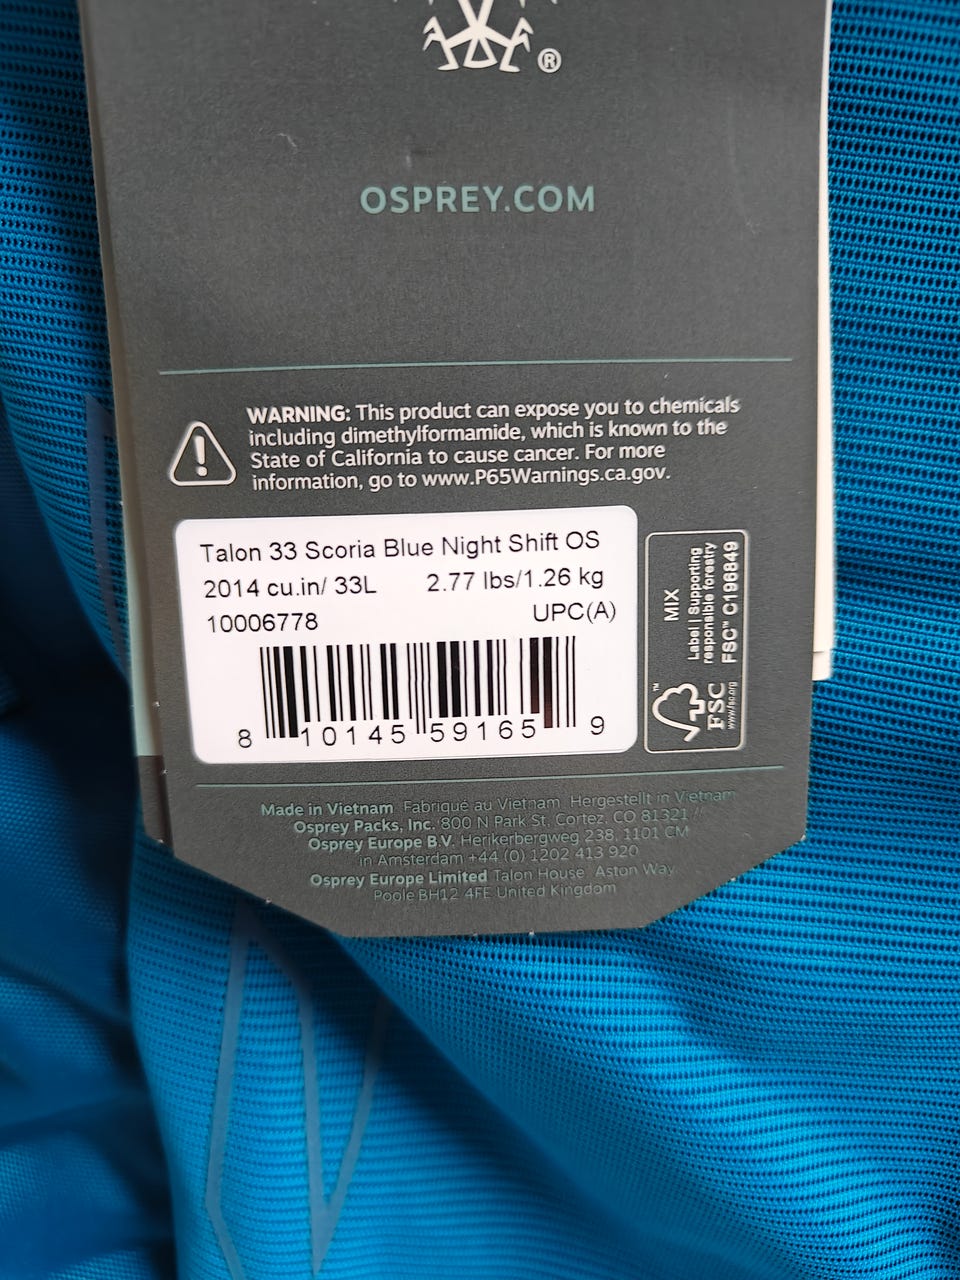 ®
OSPREY.COM
WARNING: This product can expose you to chemicals
including dimethylformamide, which is known to the
State of California to cause cancer. For more
information, go to www.P65Warnings.ca.gov.
Talon 33 Scoria Blue Night Shift OS
2014 cu.in/ 33L 2.77 lbs/1.26 kg
10006778 UPC(A)
8 10145 59165 9
MIX
Label | Supporting
responsible forestry
FSC™ C196849
™
FSC
www.fsc.org
Made in Vietnam Fabriqué au Vietnam Hergestellt in Vietnam
Osprey Packs, Inc. 800 N Park St, Cortez, CO 81321 //
Osprey Europe B.V. Herikerbergweg 238, 1101 CM
in Amsterdam +44 (0) 1202 413 920
Osprey Europe Limited Talon House Aston Way
Poole BH12 4FE United Kingdom